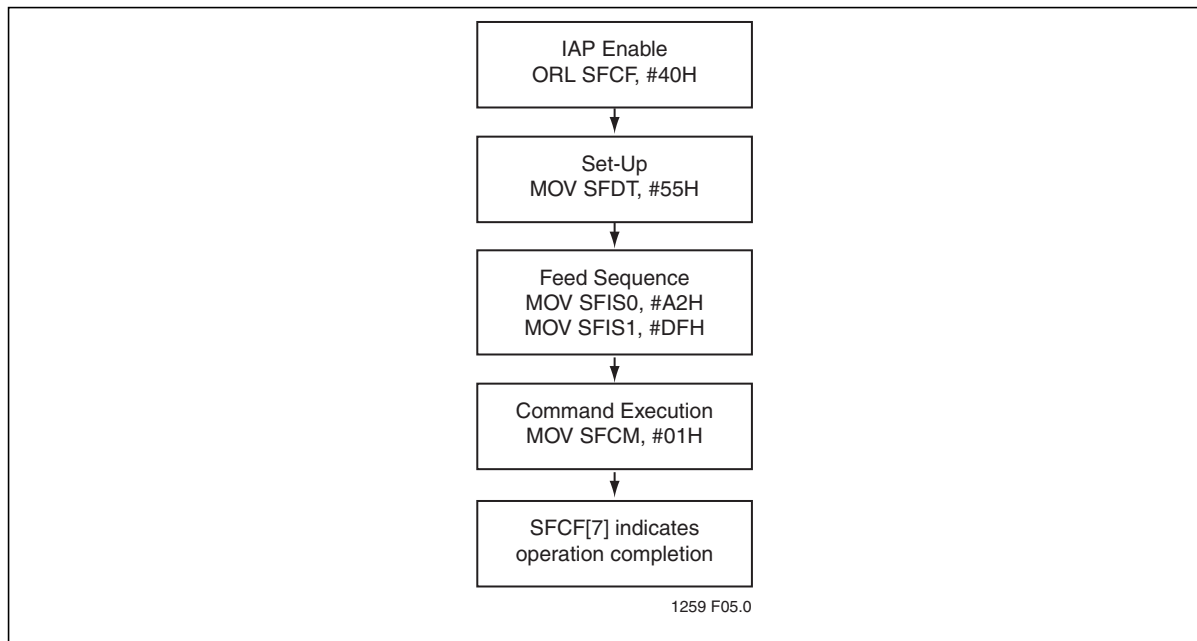 IAP Enable
ORL SFCF, #40H
Set-Up
MOV SFDT, #55H
Feed Sequence
MOV SFIS0, #A2H
MOV SFIS1, #DFH
Command Execution
MOV SFCM, #01H
SFCF[7] indicates
operation completion
1259 F05.0